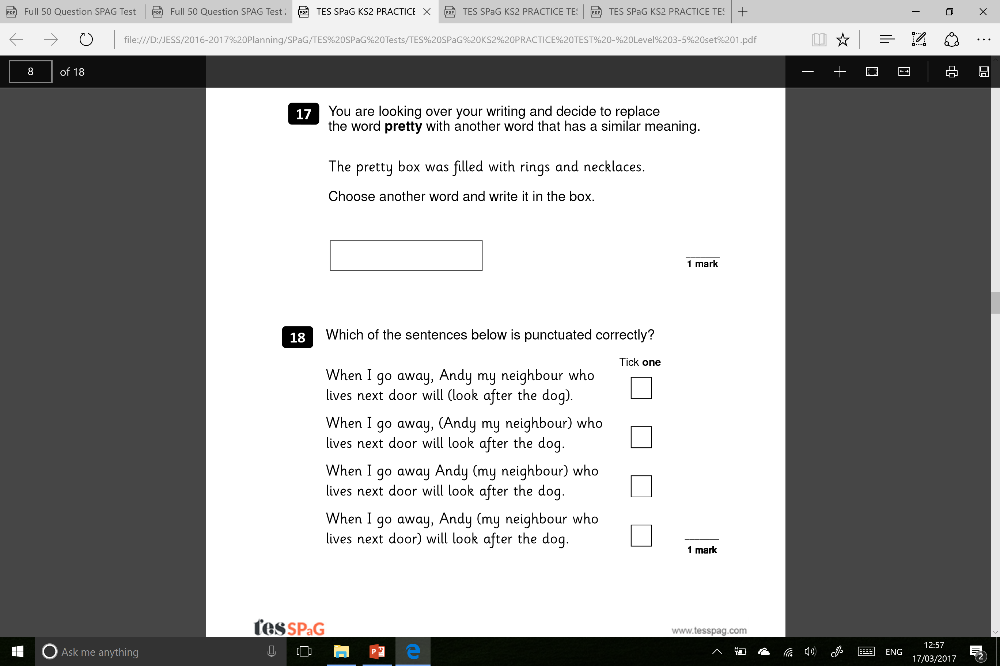 Full 50 Question SPAG Test
Full 50 Question SPAG Test
TES SPaG KS2 PRACTICE
TES SPaG KS2 PRACTICE TES
TES SPaG KS2 PRACTICE TES
file:///D:/JESS/2016-2017%20Planning/SPaG/TES%20SPaG%20Tests/TES%20SPaG%20KS2%20PRACTICE%20TEST%20-%20Level%203-5%20set%201.pdf
8 of 18
17 You are looking over your writing and decide to replace
the word pretty with another word that has a similar meaning.
The pretty box was filled with rings and necklaces.
Choose another word and write it in the box.
1 mark
18 Which of the sentences below is punctuated correctly?
Tick one
When I go away, Andy my neighbour who
lives next door will (look after the dog).
When I go away, (Andy my neighbour) who
lives next door will look after the dog.
When I go away Andy (my neighbour) who
lives next door will look after the dog.
When I go away, Andy (my neighbour who
lives next door) will look after the dog.
1 mark
tes SPaG
www.tesspag.com
Ask me anything
ENG
12:57
17/03/2017
2